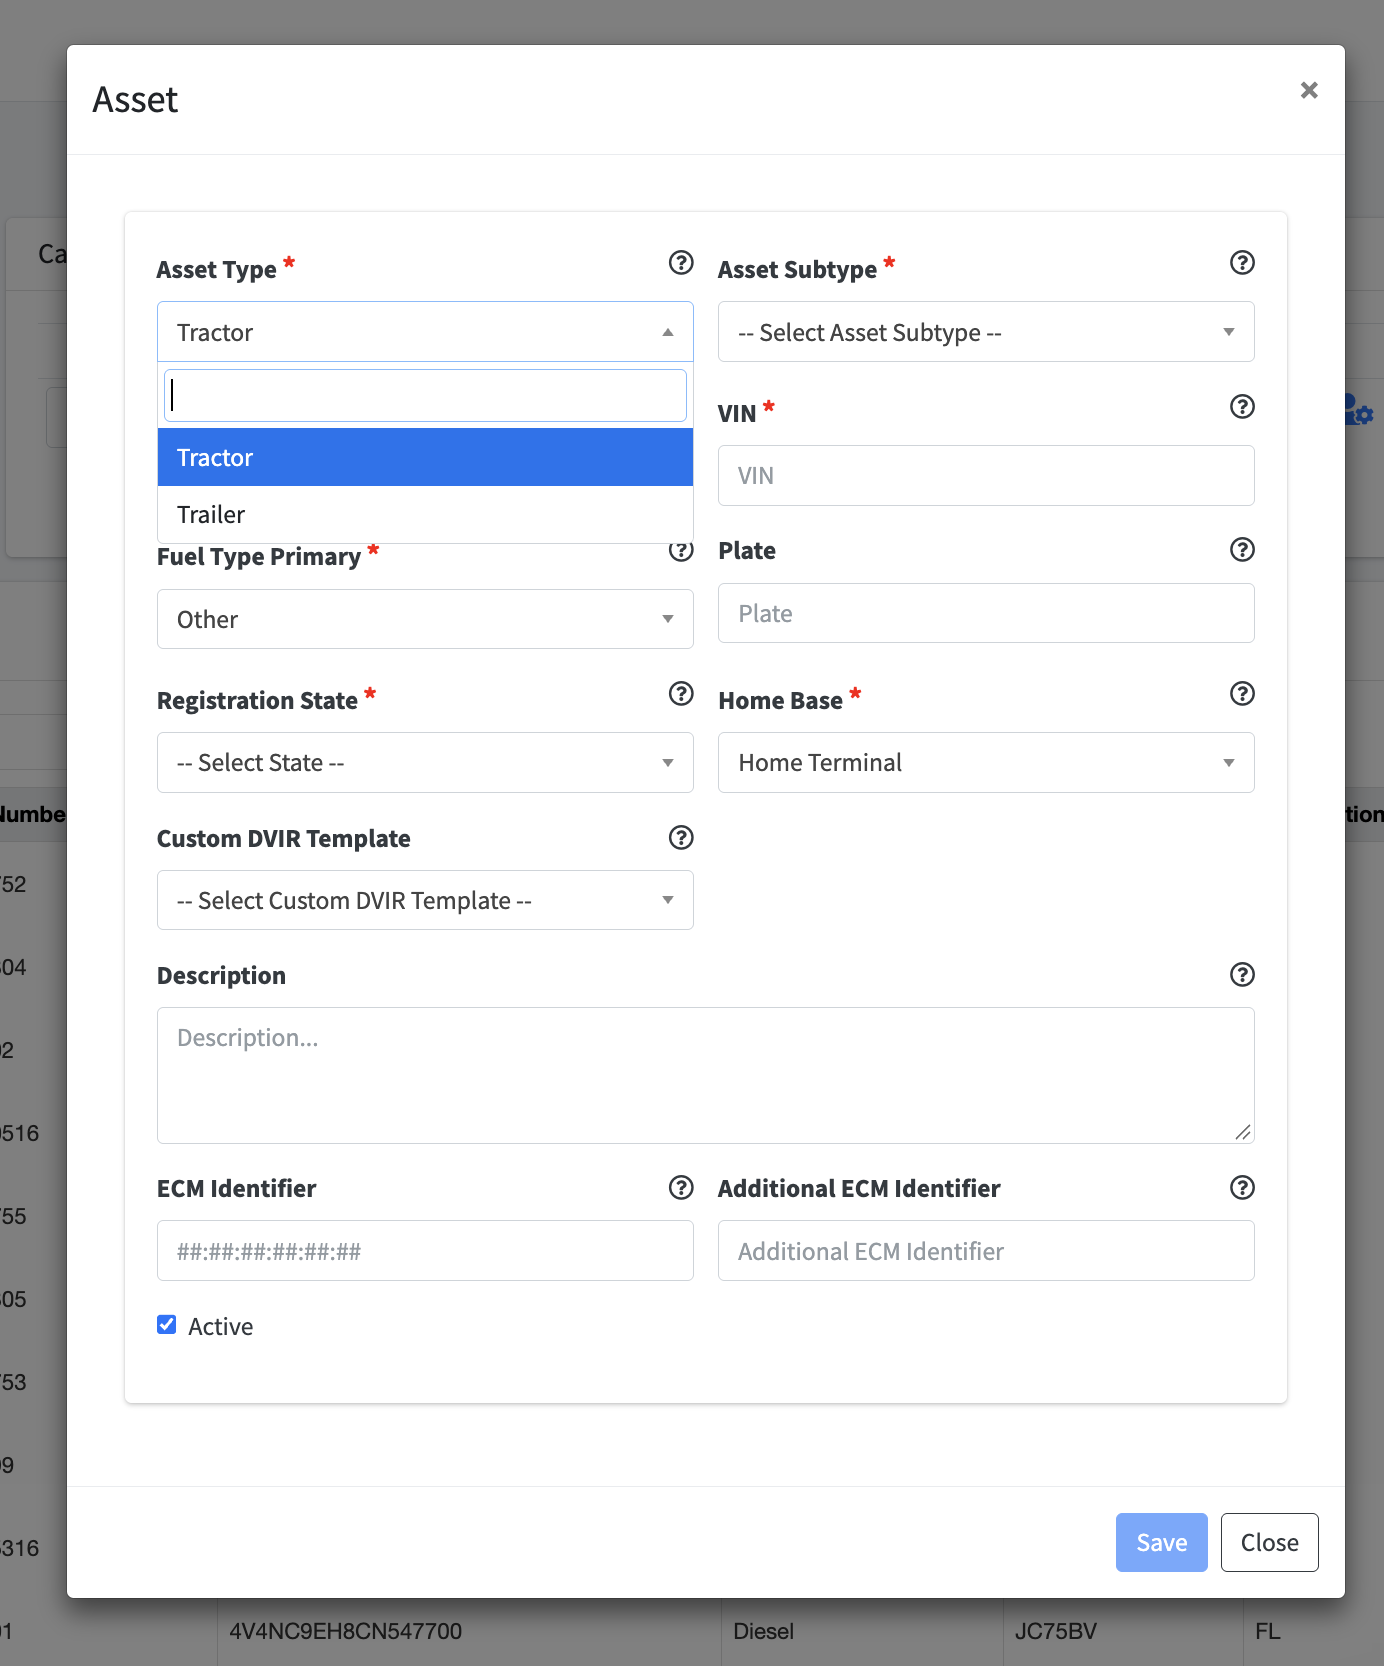 Asset
Asset Type *
Asset Subtype *
Tractor
-- Select Asset Subtype --
VIN *
VIN
Tractor
Trailer
Fuel Type Primary *
Plate
Other
Plate
Registration State *
Home Base *
-- Select State --
Home Terminal
Custom DVIR Template
-- Select Custom DVIR Template --
Description
Description...
ECM Identifier
Additional ECM Identifier
##:##:##:##:##:##
Additional ECM Identifier
Active
Save
Close
4V4NC9EH8CN547700
Diesel
JC75BV
FL